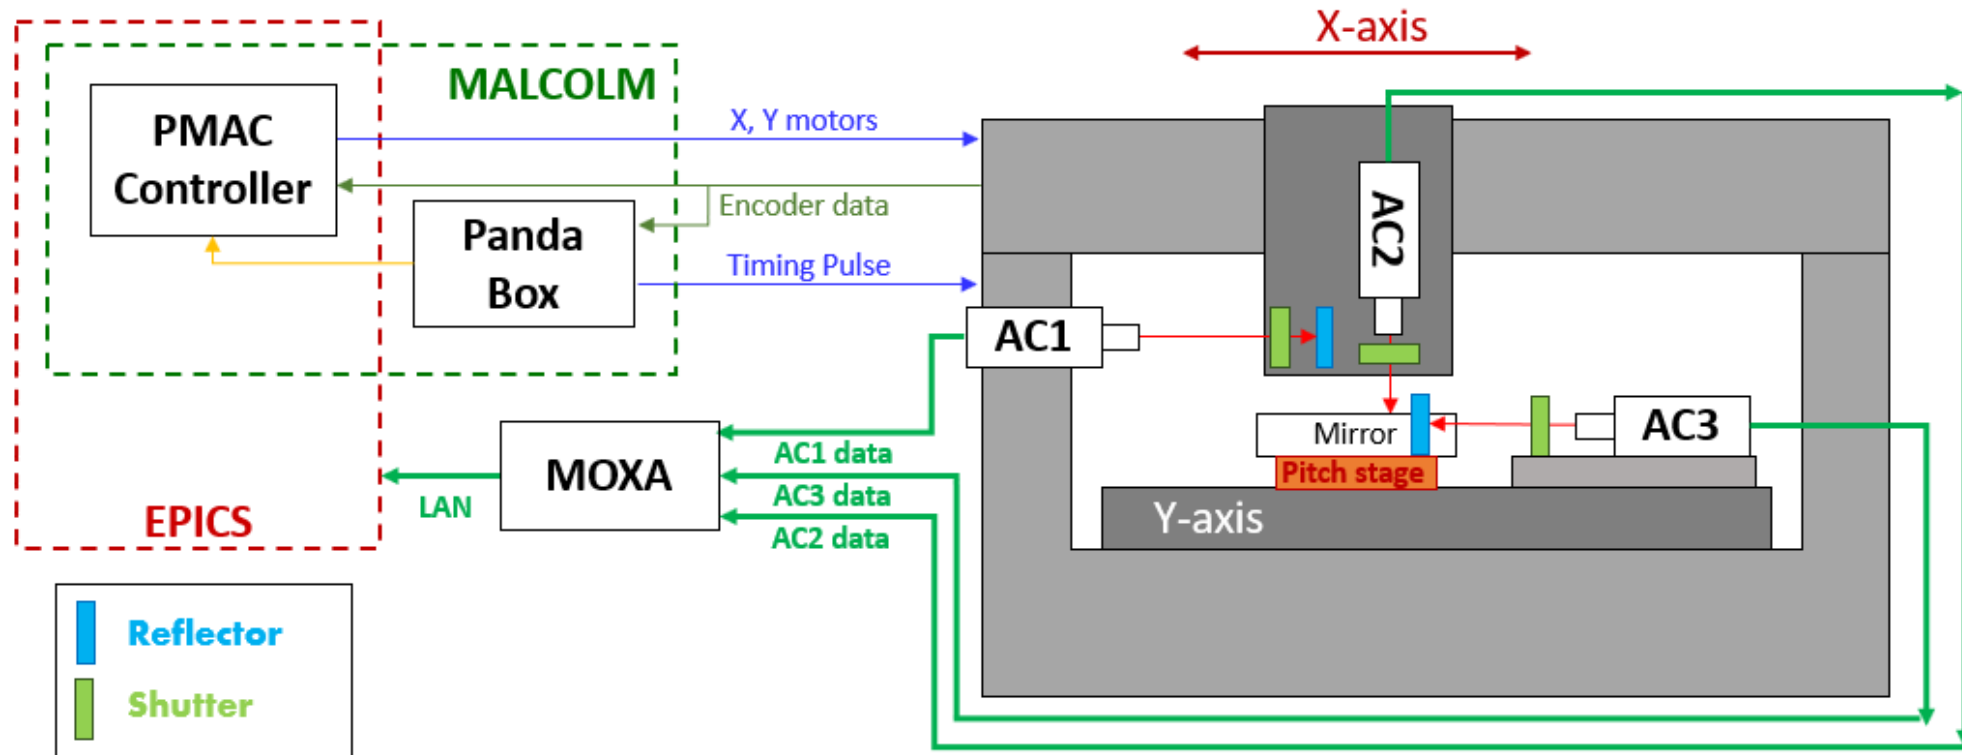 X-axis
MALCOLM
PMAC
Controller
X, Y motors
Encoder data
Panda
Box
Timing Pulse
AC2
AC1
Mirror
AC3
Pitch stage
Y-axis
MOXA
AC1 data
AC3 data
AC2 data
LAN
EPICS
Reflector
Shutter